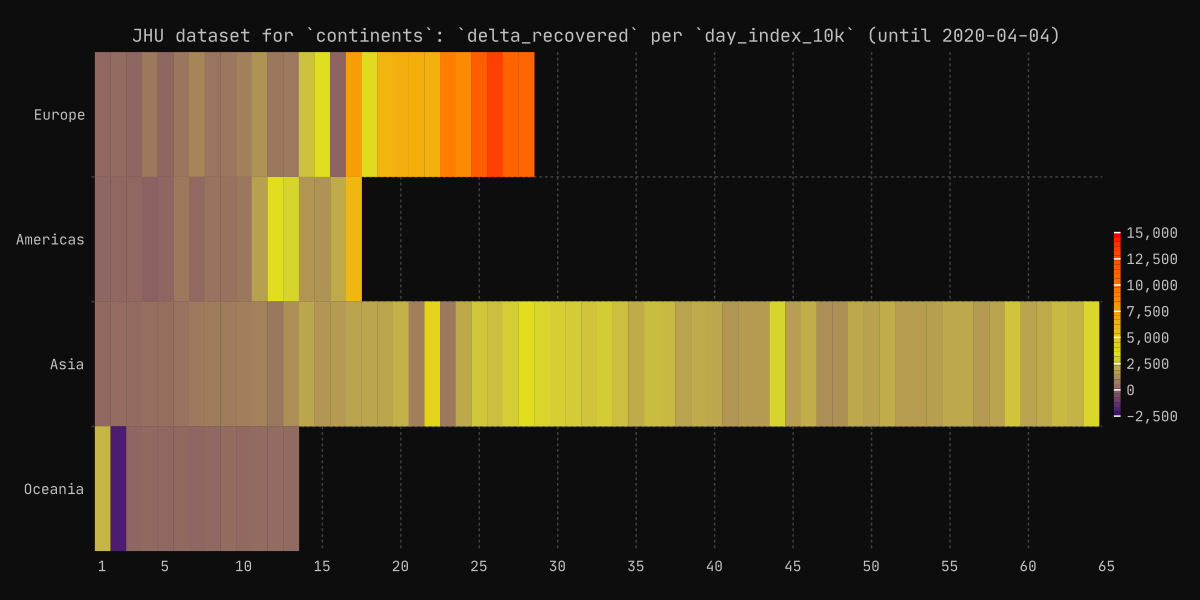 JHU dataset for `continents`: `delta_recovered` per `day_index_10k` (until 2020-04-04)
Europe
Americas
Asia
Oceania
15,000
12,500
10,000
7,500
5,000
2,500
0
-2,500
1 5 10 15 20 25 30 35 40 45 50 55 60 65